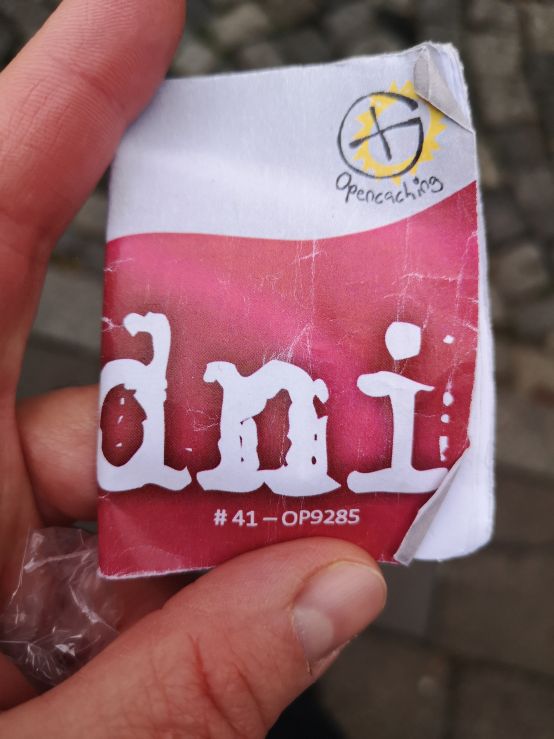 Opencaching
dni
# 41 – OP9285